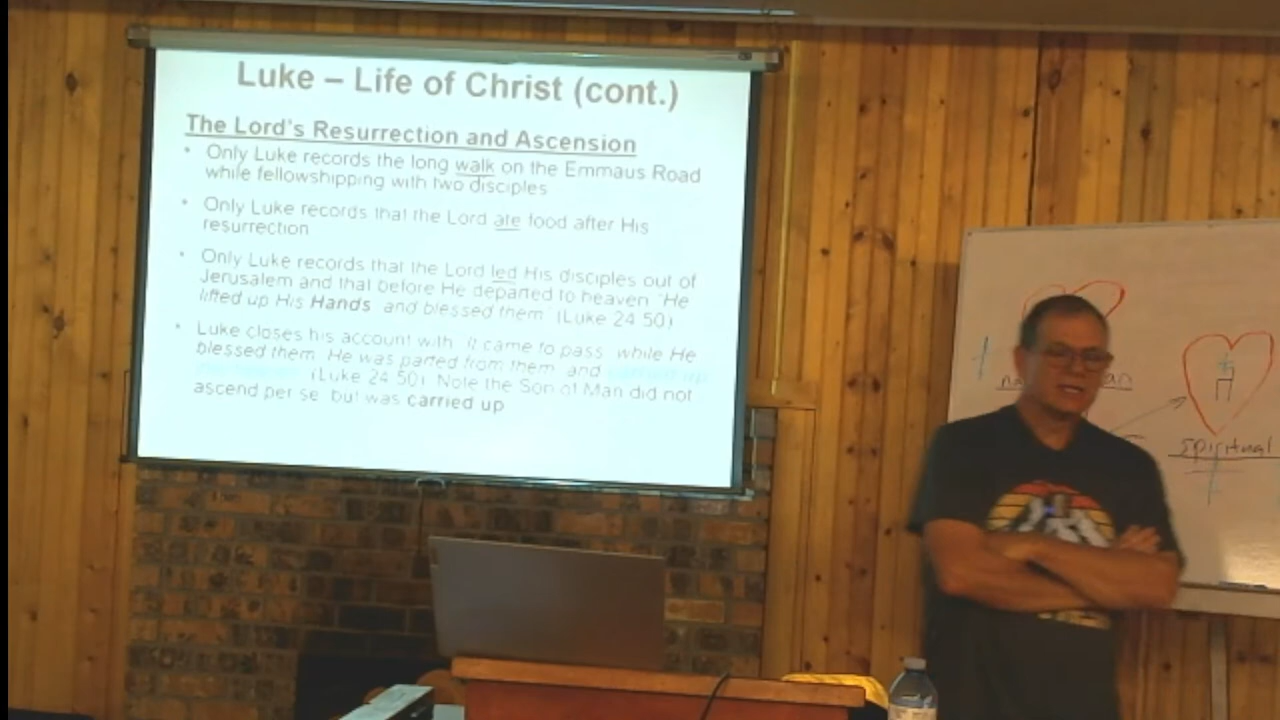 Luke – Life of Christ (cont.)
The Lord's Resurrection and Ascension
• Only Luke records the long walk on the Emmaus Road
while fellowshipping with two disciples
• Only Luke records that the Lord ate food after His
resurrection
• Only Luke records that the Lord led His disciples out of
Jerusalem and that before He departed to heaven "He
lifted up His Hands and blessed them" (Luke 24:50)
• Luke closes his account with "it came to pass, while He
blessed them, He was parted from them and
(Luke 24:50). Note the Son of Man did not
ascend per se, but was carried up
spiritual